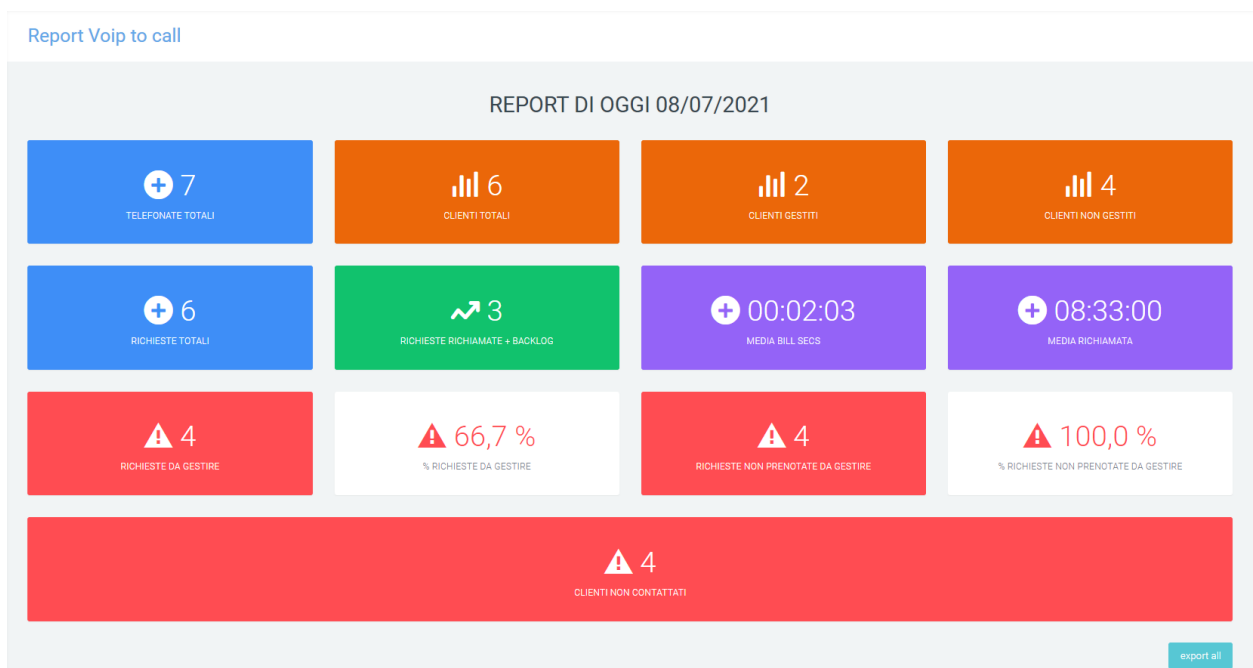 Report Voip to call
REPORT DI OGGI 08/07/2021
7
TELEFONATE TOTALI
6
CLIENTI TOTALI
2
CLIENTI GESTITI
4
CLIENTI NON GESTITI
6
RICHIESTE TOTALI
3
RICHIESTE RICHIAMATE + BACKLOG
00:02:03
MEDIA BILL SECS
08:33:00
MEDIA RICHIAMATA
4
RICHIESTE DA GESTIRE
66,7 %
% RICHIESTE DA GESTIRE
4
RICHIESTE NON PRENOTATE DA GESTIRE
100,0 %
% RICHIESTE NON PRENOTATE DA GESTIRE
4
CLIENTI NON CONTATTATI
export all